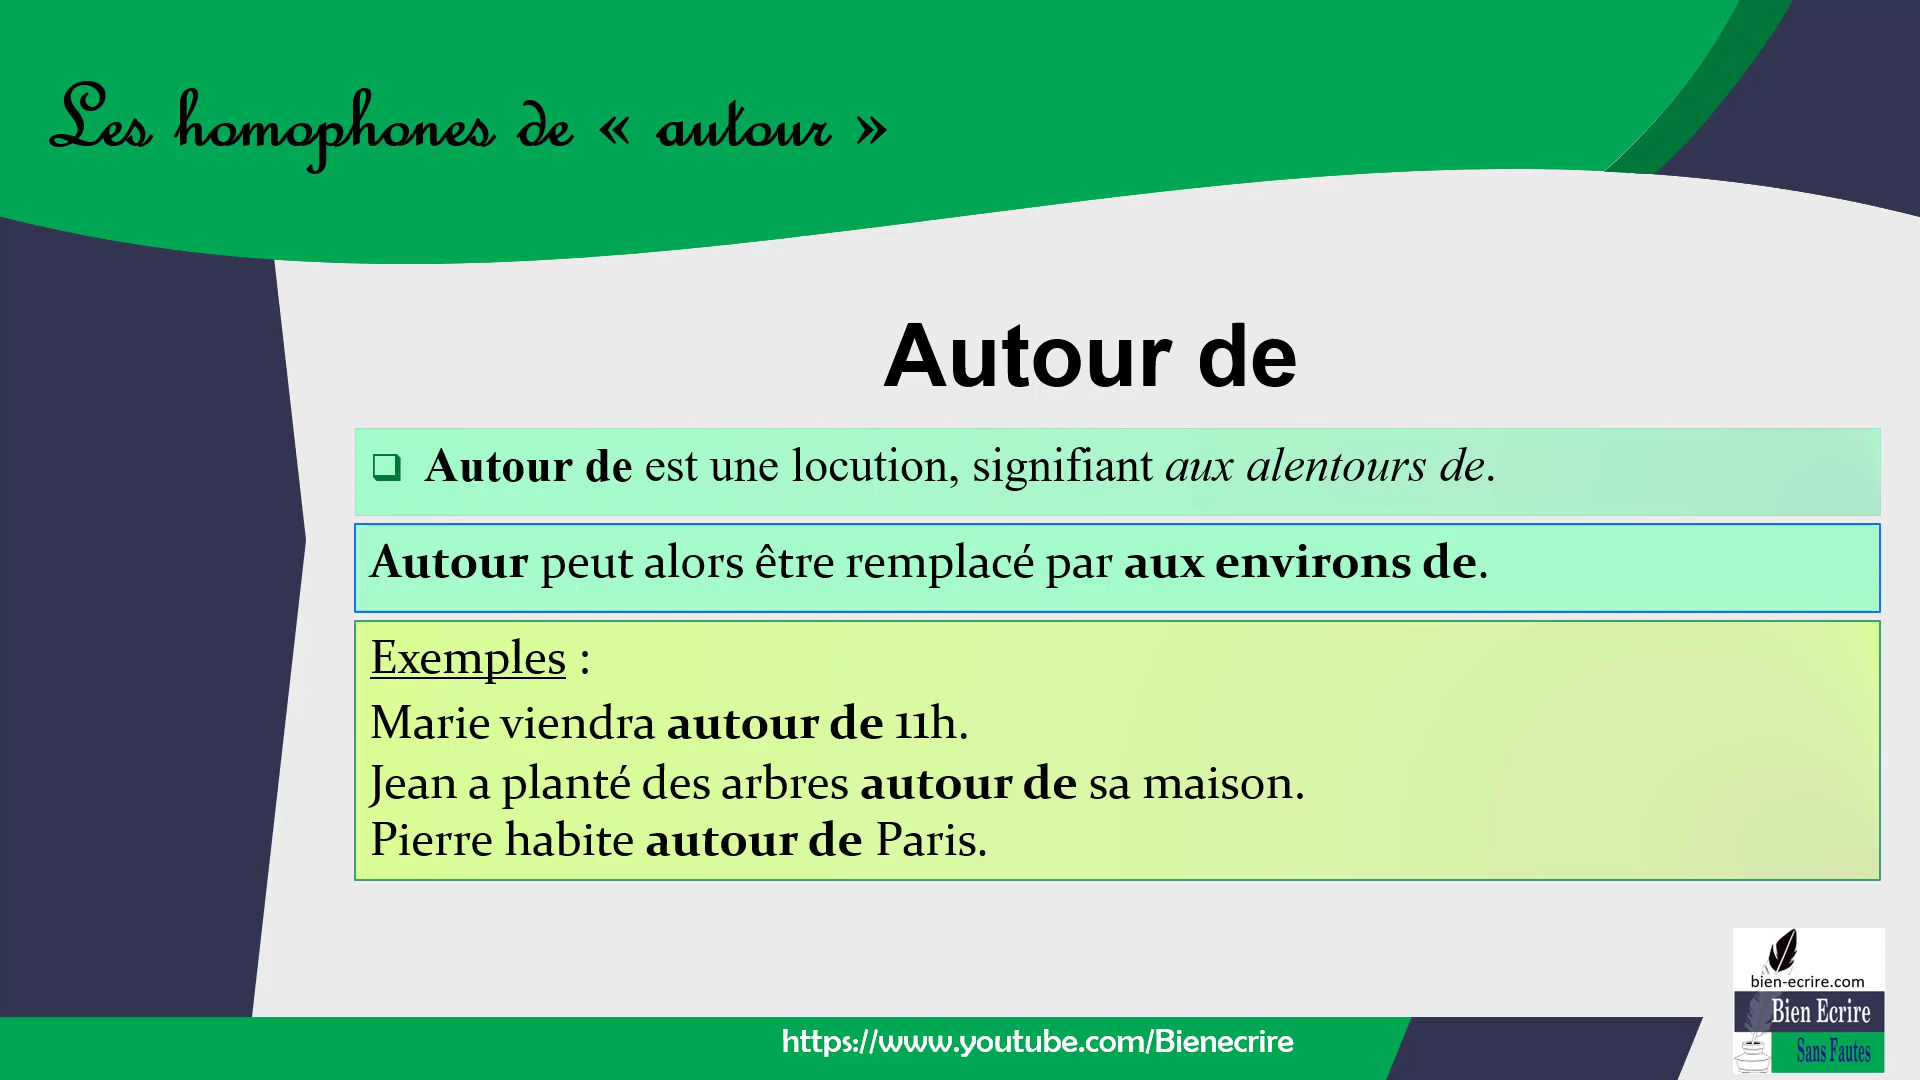 Les homophones de « autour »
Autour de
Autour de est une locution, signifiant aux alentours de.
Autour peut alors être remplacé par aux environs de.
Exemples :
Marie viendra autour de 11h.
Jean a planté des arbres autour de sa maison.
Pierre habite autour de Paris.
bien-ecrire.com
Bien Ecrire
Sans Fautes
https://www.youtube.com/Bienecrire